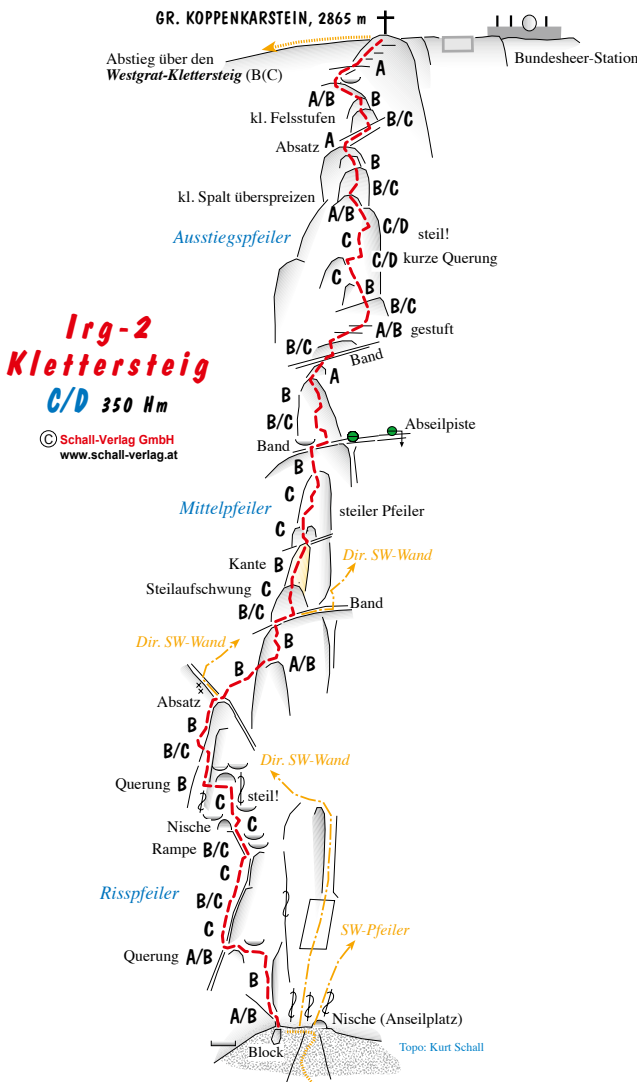 GR. KOPPENKARSTEIN, 2865 m
Bundesheer-Station
Abstieg über den
Westgrat-Klettersteig (B(C)
A
A/B
B
kl. Felsstufen
B/C
A
Absatz
B
B/C
kl. Spalt überspreizen
A/B
C/D
steil!
Ausstiegspfeiler
C
C/D kurze Querung
C
B
B/C
A/B
gestuft
Irg-2
Klettersteig
C/D 350 Hm
© Schall-Verlag GmbH
www.schall-verlag.at
B/C
Band
A
B
B/C
Abseilpiste
Band
B
C
Mittelpfeiler
steiler Pfeiler
C
Kante
B
Dir. SW-Wand
Steilaufschwung
C
B/C
Band
B
Dir. SW-Wand
A/B
B
Absatz
B
B/C
Dir. SW-Wand
Querung B
C
steil!
Nische
C
Rampe B/C
C
Risspfeiler
B/C
C
SW-Pfeiler
Querung A/B
B
A/B
Nische (Anseilplatz)
Block
Topo: Kurt Schall